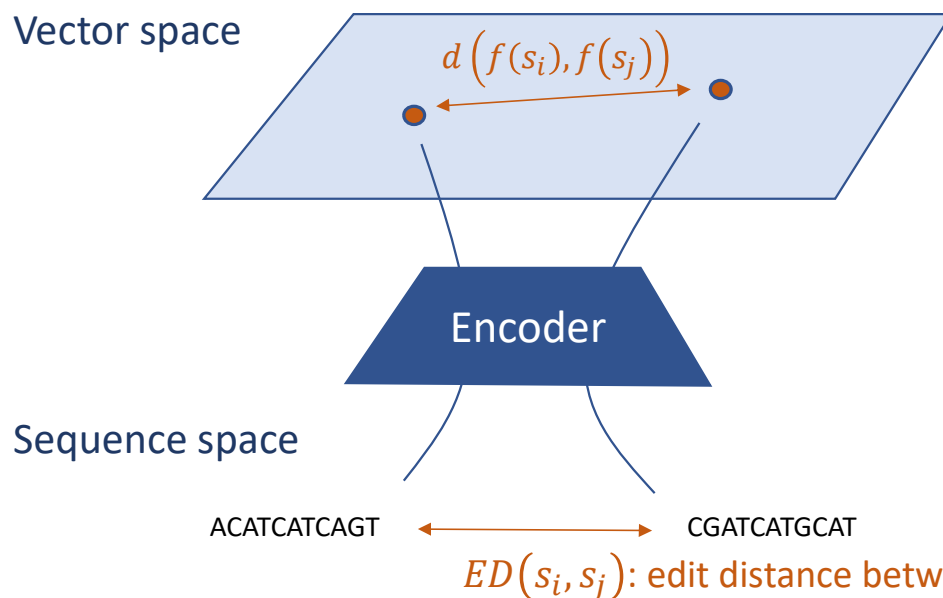 Vector space
d(f(s_i), f(s_j))
Encoder
Sequence space
ACATCATCAGT
CGATCATGCAT
ED(s_i, s_j): edit distance betw